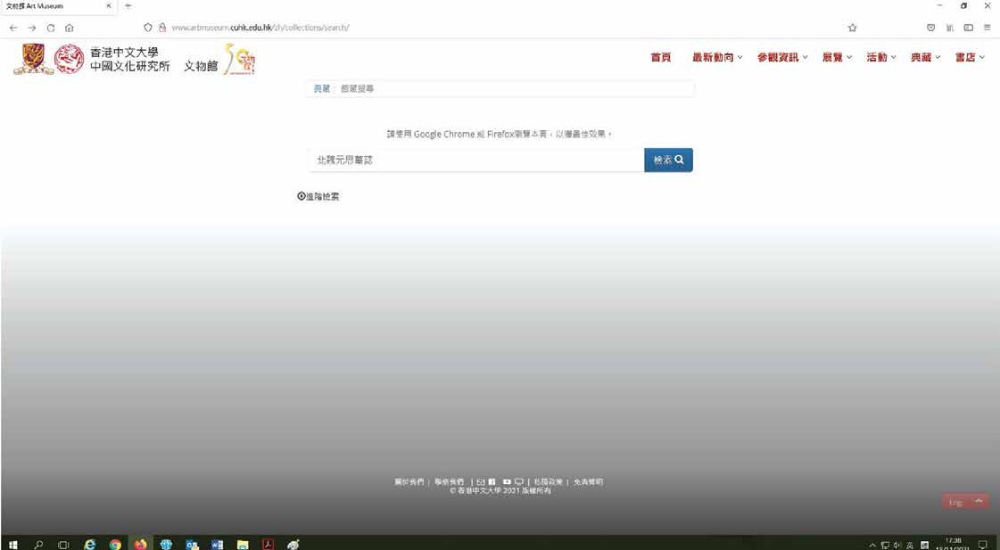 文物館 Art Museum
www.artmuseum.cuhk.edu.hk/zh/collections/search/
香港中文大學
中國文化研究所 文物館
首頁 最新動向 參觀資訊 展覽 活動 典藏 書店
典藏 / 館藏搜尋
請使用 Google Chrome 或 Firefox瀏覽本頁，以獲最佳效果。
北魏元恩墓誌
檢索
進階檢索
關於我們 | 聯絡我們 | | 私隱政策 | 免責聲明
© 香港中文大學 2021 版權所有
Eng
英
17:38